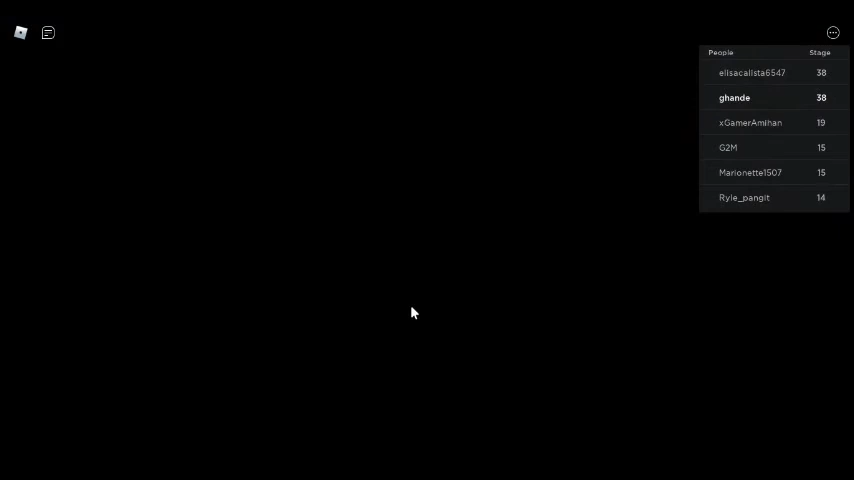 People Stage
elisacalista6547 38
ghande 38
xGamerAmihan 19
G2M 15
Marionette1507 15
Ryle_pangit 14